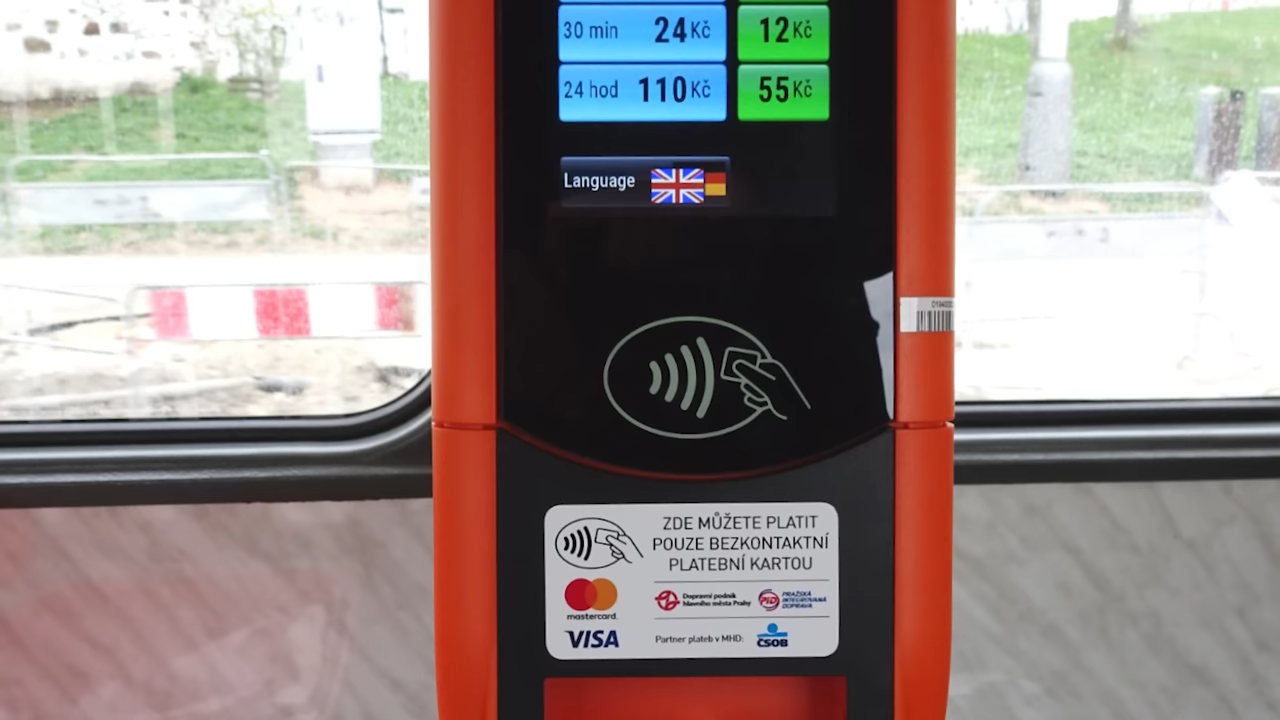 30 min 24 Kč 12 Kč
24 hod 110 Kč 55 Kč
Language
ZDE MŮŽETE PLATIT
POUZE BEZKONTAKTNÍ
PLATEBNÍ KARTOU
mastercard.
Dopravní podnik
hlavního města Prahy
PID
PRAŽSKÁ
INTEGROVANÁ
DOPRAVA
VISA
Partner plateb v MHD:
ČSOB